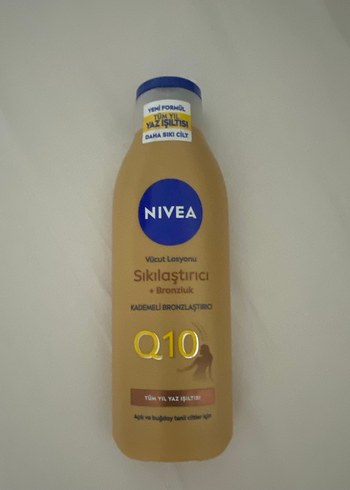 YENİ FORMÜL
TÜM YIL
YAZ IŞILTISI
DAHA SIKI CİLT
NIVEA
Vücut Losyonu
Sıkılaştırıcı
+ Bronzluk
KADEMELİ BRONZLAŞTIRICI
Q10
TÜM YIL YAZ IŞILTISI
Açık ve buğday tenli ciltler için